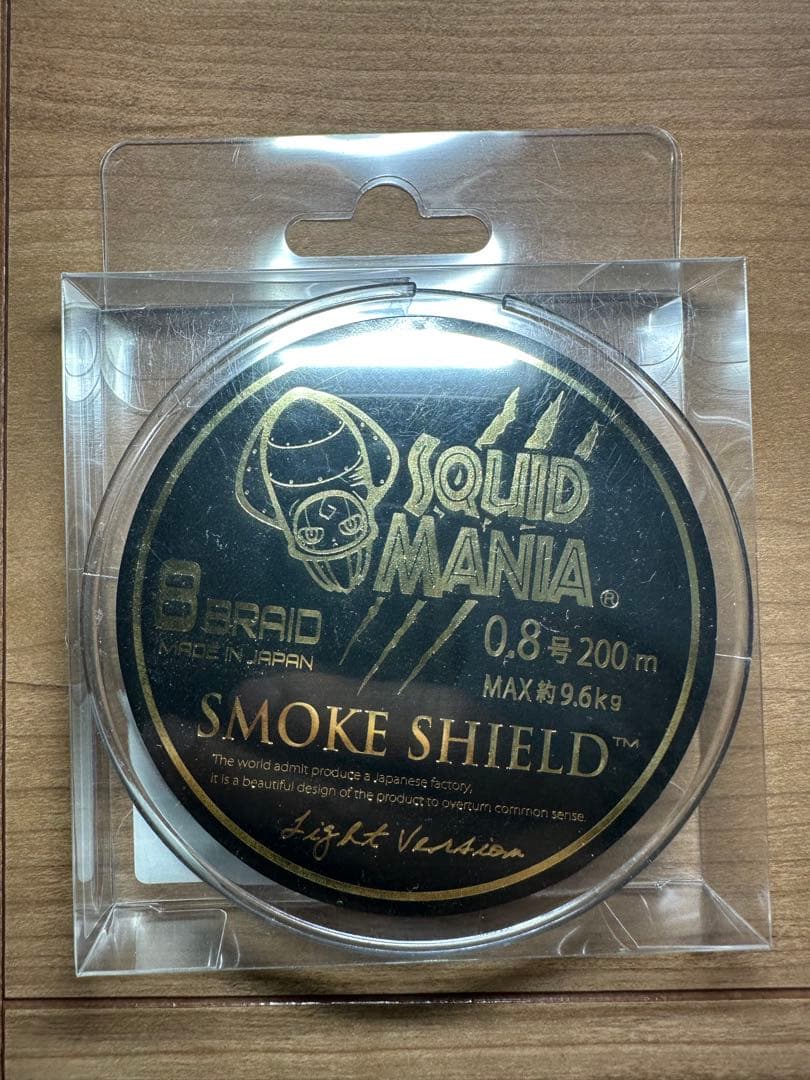 SQUID
MANIA®
8 BRAID
MADE IN JAPAN
0.8号 200m
MAX 約9.6kg
SMOKE SHIELD™
The world admit produce a Japanese factory,
it is a beautiful design of the product to overturn common sense.
Light Version